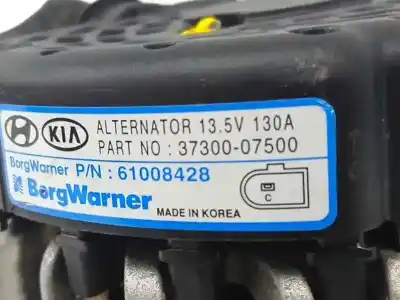 KIA ALTERNATOR 13.5V 130A
PART NO : 37300-07500
BorgWarner P/N : 61008428
BorgWarner
C
MADE IN KOREA